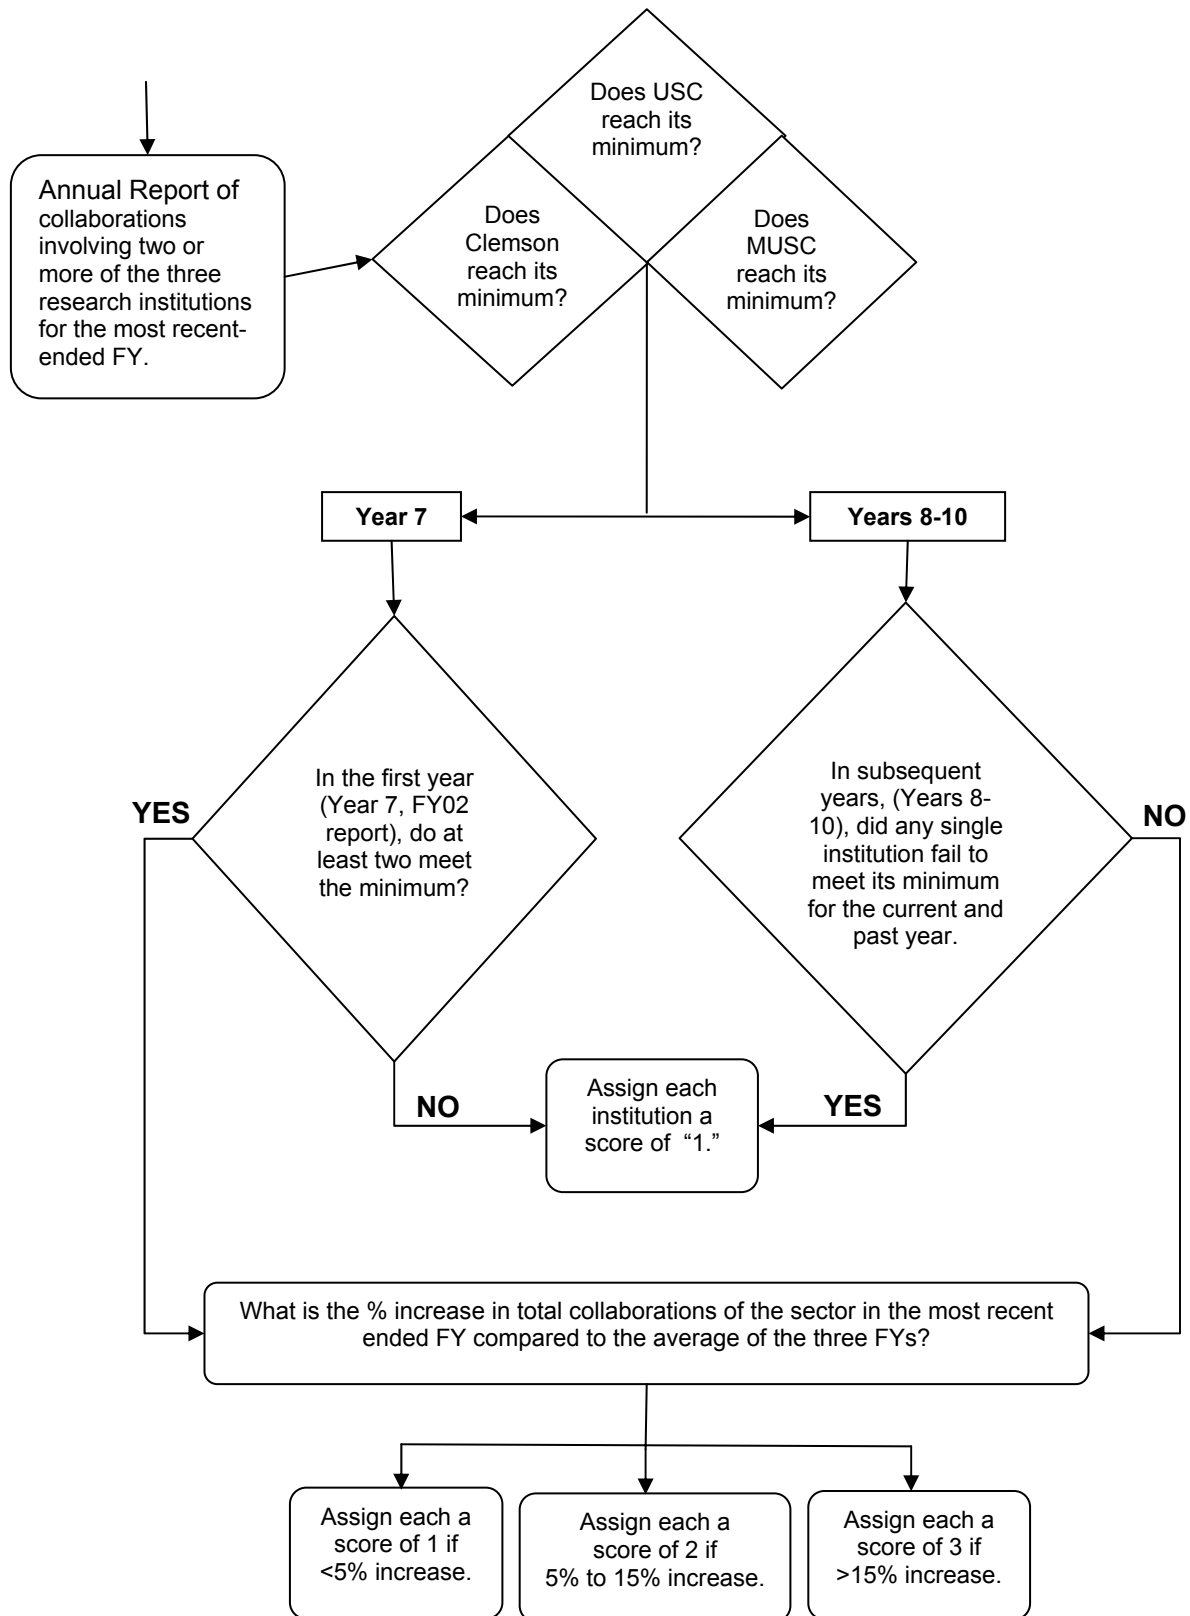 Does USC
reach its
minimum?
Annual Report of
collaborations
involving two or
more of the three
research institutions
for the most recent-
ended FY.
Does
Clemson
reach its
minimum?
Does
MUSC
reach its
minimum?
Year 7
Years 8-10
YES
In the first year
(Year 7, FY02
report), do at
least two meet
the minimum?
In subsequent
years, (Years 8-
10), did any single
institution fail to
meet its minimum
for the current and
past year.
NO
NO
Assign each
institution a
score of “1.”
YES
What is the % increase in total collaborations of the sector in the most recent
ended FY compared to the average of the three FYs?
Assign each a
score of 1 if
<5% increase.
Assign each a
score of 2 if
5% to 15% increase.
Assign each a
score of 3 if
>15% increase.